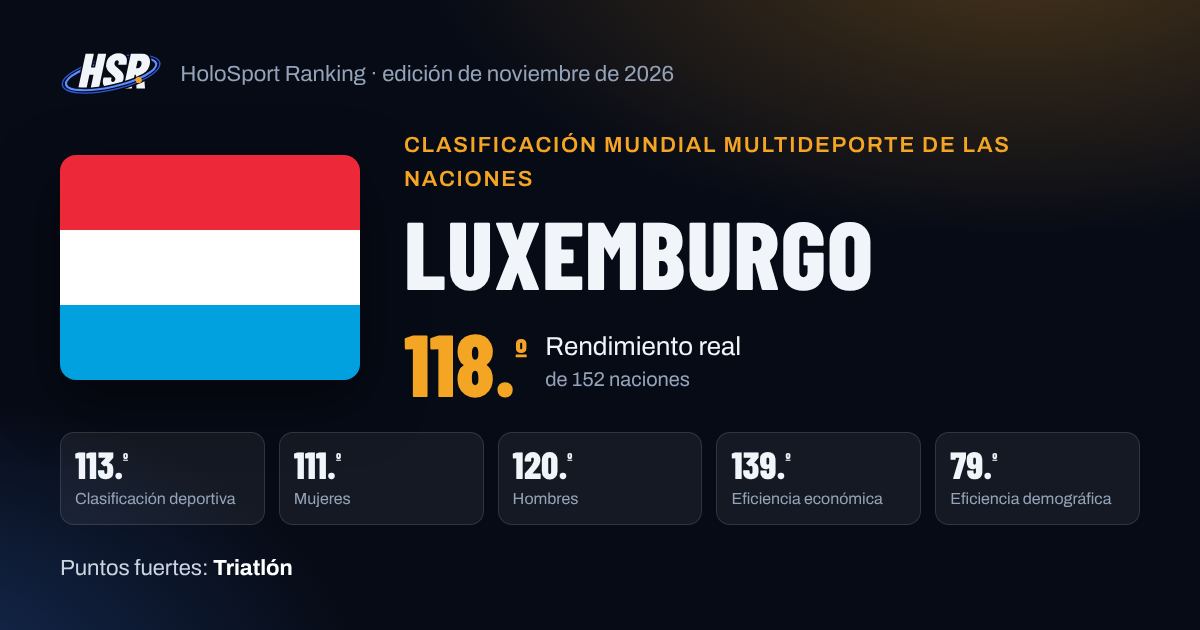 HSR
HoloSport Ranking · edición de noviembre de 2026
CLASIFICACIÓN MUNDIAL MULTIDEPORTE DE LAS
NACIONES
LUXEMBURGO
118.º
Rendimiento real
de 152 naciones
113.º
Clasificación deportiva
111.º
Mujeres
120.º
Hombres
139.º
Eficiencia económica
79.º
Eficiencia demográfica
Puntos fuertes: Triatlón